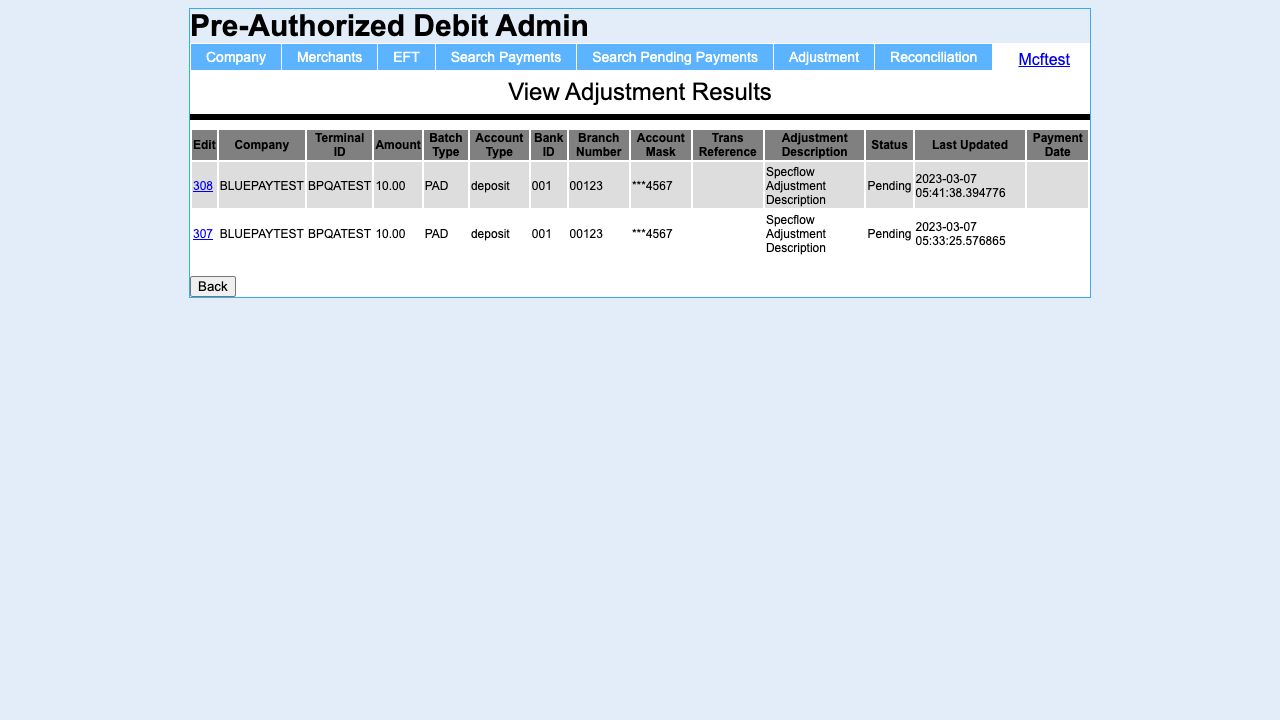 Pre-Authorized Debit Admin
Company Merchants EFT Search Payments Search Pending Payments Adjustment Reconciliation Mcftest
View Adjustment Results
Edit Company Terminal ID Amount Batch Type Account Type Bank ID Branch Number Account Mask Trans Reference Adjustment Description Status Last Updated Payment Date
308 BLUEPAYTEST BPQATEST 10.00 PAD deposit 001 00123 ***4567 Specflow Adjustment Description Pending 2023-03-07 05:41:38.394776
307 BLUEPAYTEST BPQATEST 10.00 PAD deposit 001 00123 ***4567 Specflow Adjustment Description Pending 2023-03-07 05:33:25.576865
Back